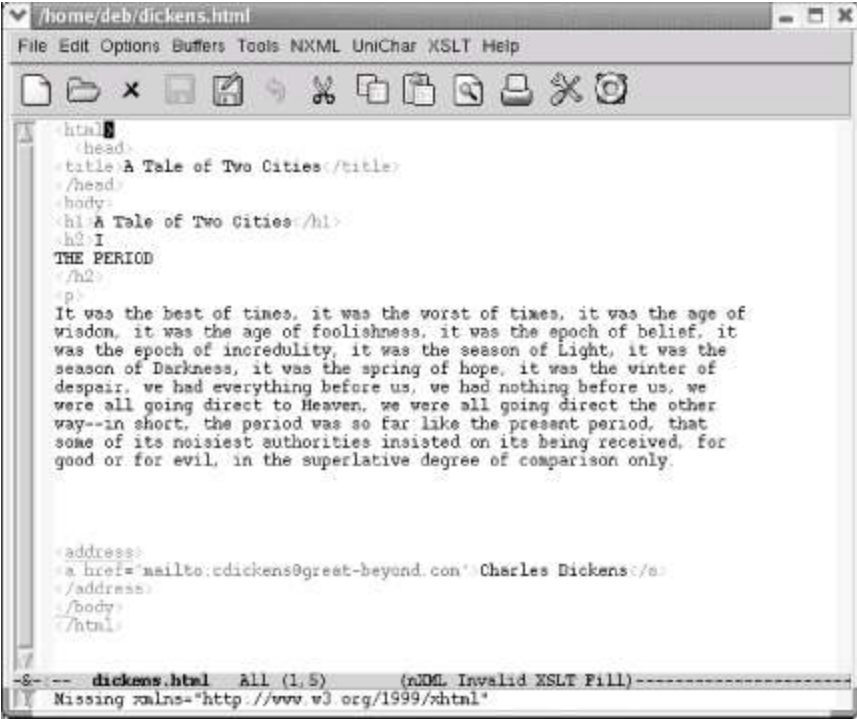 /home/deb/dickens.html
File Edit Options Buffers Tools NXML UniChar XSLT Help
<html>
<head>
<title>A Tale of Two Cities</title>
</head>
<body>
<h1>A Tale of Two Cities</h1>
<h2>I
THE PERIOD
</h2>
<p>
It was the best of times, it was the worst of times, it was the age of
wisdom, it was the age of foolishness, it was the epoch of belief, it
was the epoch of incredulity, it was the season of Light, it was the
season of Darkness, it was the spring of hope, it was the winter of
despair, we had everything before us, we had nothing before us, we
were all going direct to Heaven, we were all going direct the other
way--in short, the period was so far like the present period, that
some of its noisiest authorities insisted on its being received, for
good or for evil, in the superlative degree of comparison only.
<address>
<a href="mailto:cdickens@great-beyond.com">Charles Dickens</a>
</address>
</body>
</html>
-&-:-- dickens.html All (1,5) (nXML Invalid XSLT Fill)----------------------
Missing xmlns="http://www.w3.org/1999/xhtml"